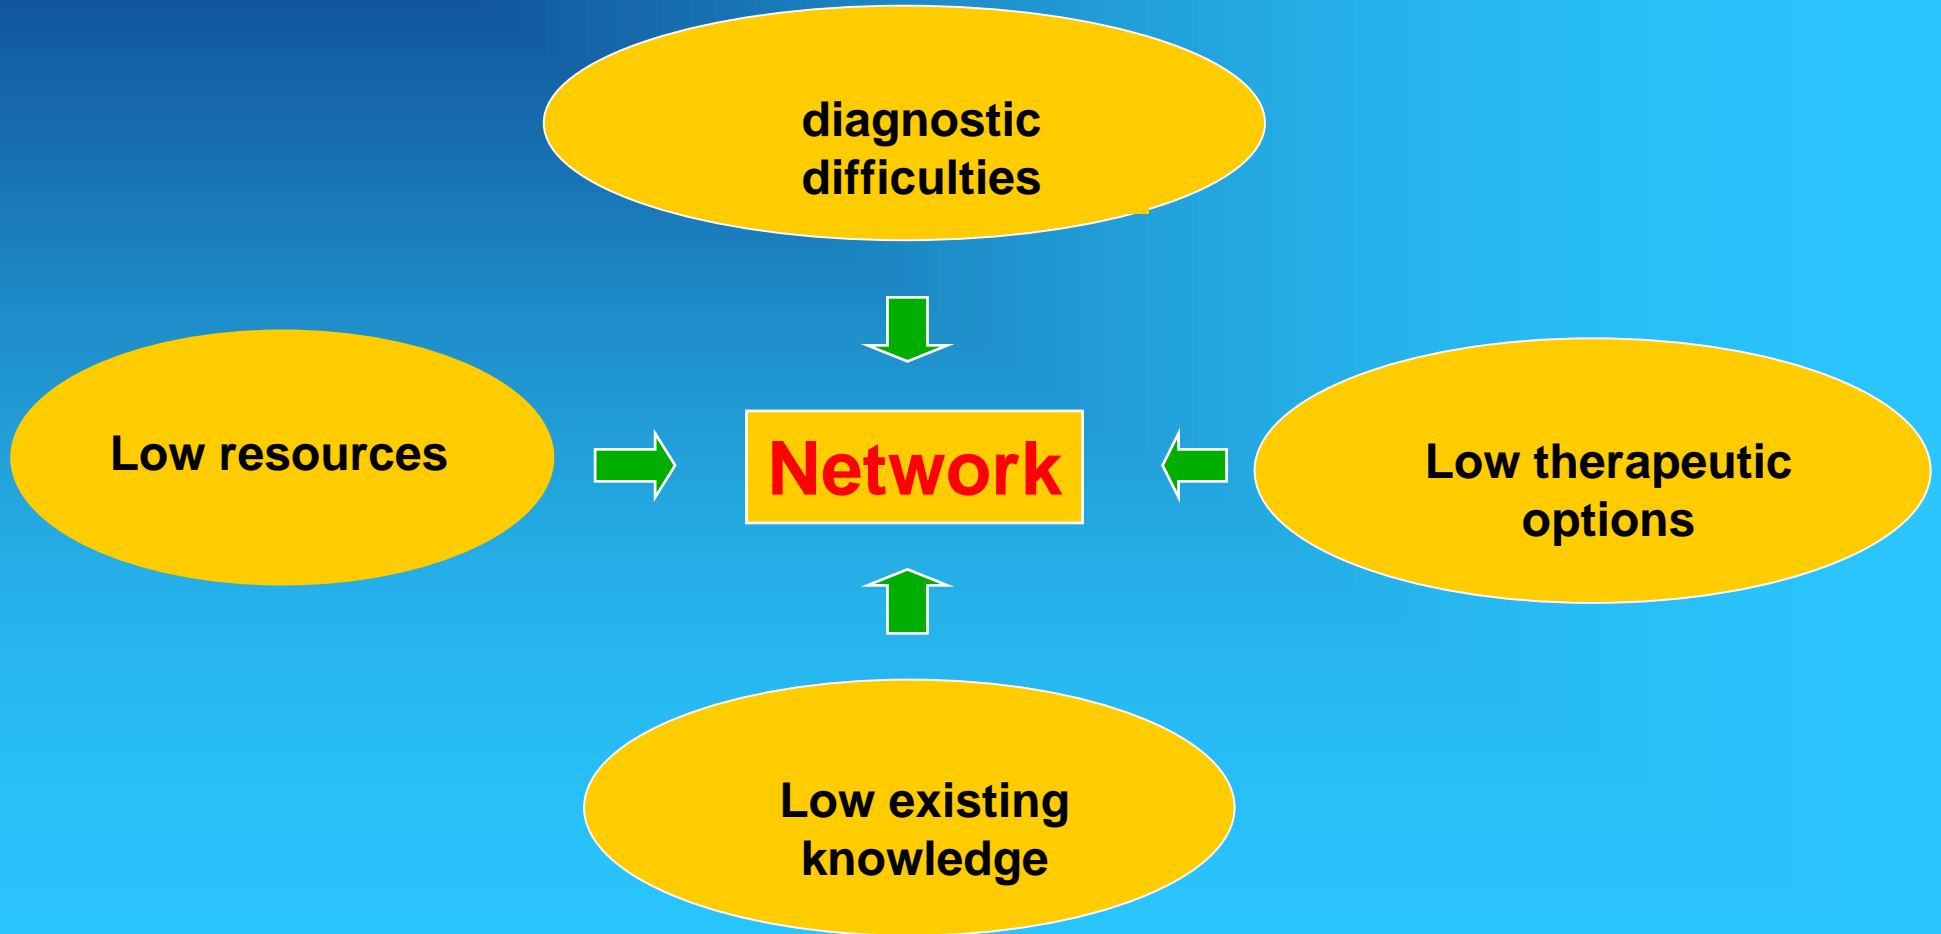 diagnostic
difficulties
Low resources
Network
Low therapeutic
options
Low existing
knowledge